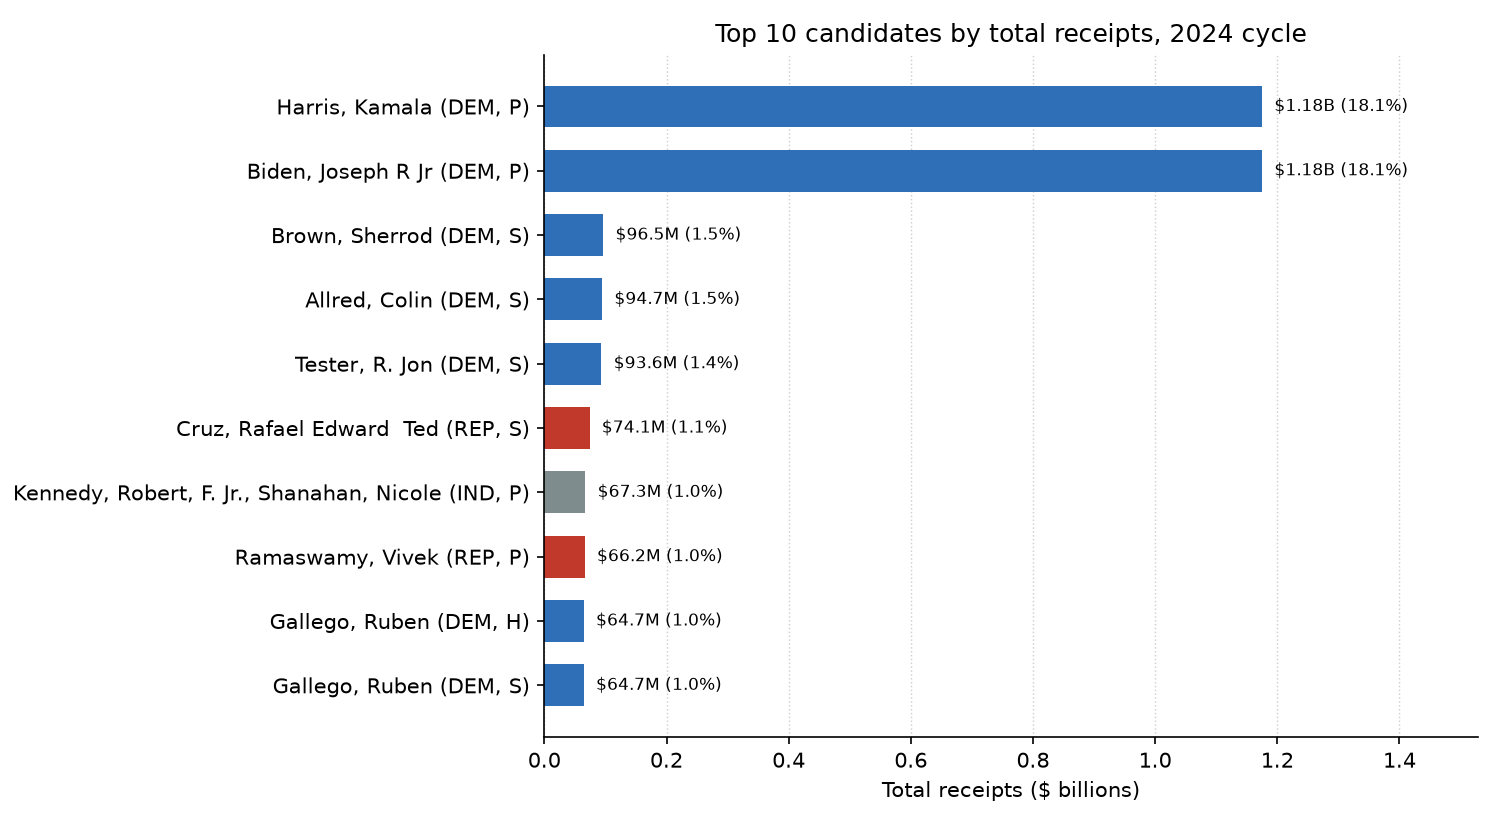 Top 10 candidates by total receipts, 2024 cycle
Harris, Kamala (DEM, P) $1.18B (18.1%)
Biden, Joseph R Jr (DEM, P) $1.18B (18.1%)
Brown, Sherrod (DEM, S) $96.5M (1.5%)
Allred, Colin (DEM, S) $94.7M (1.5%)
Tester, R. Jon (DEM, S) $93.6M (1.4%)
Cruz, Rafael Edward  Ted (REP, S) $74.1M (1.1%)
Kennedy, Robert, F. Jr., Shanahan, Nicole (IND, P) $67.3M (1.0%)
Ramaswamy, Vivek (REP, P) $66.2M (1.0%)
Gallego, Ruben (DEM, H) $64.7M (1.0%)
Gallego, Ruben (DEM, S) $64.7M (1.0%)
0.0 0.2 0.4 0.6 0.8 1.0 1.2 1.4
Total receipts ($ billions)